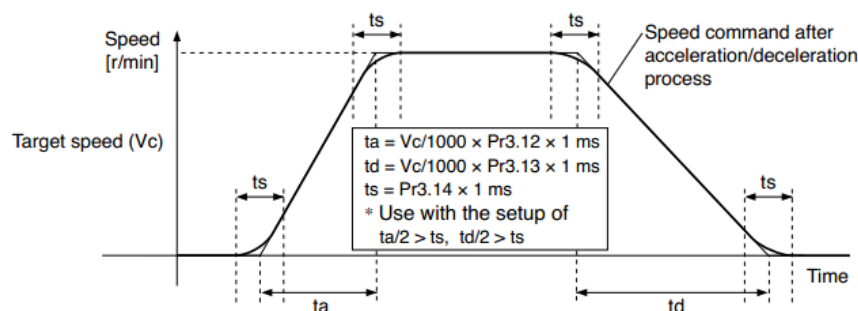 ts
ts
Speed
[r/min]
Speed command after
acceleration/deceleration
process
Target speed (Vc)
ta = Vc/1000 × Pr3.12 × 1 ms
td = Vc/1000 × Pr3.13 × 1 ms
ts = Pr3.14 × 1 ms
* Use with the setup of
ta/2 > ts, td/2 > ts
ts
ts
Time
ta
td